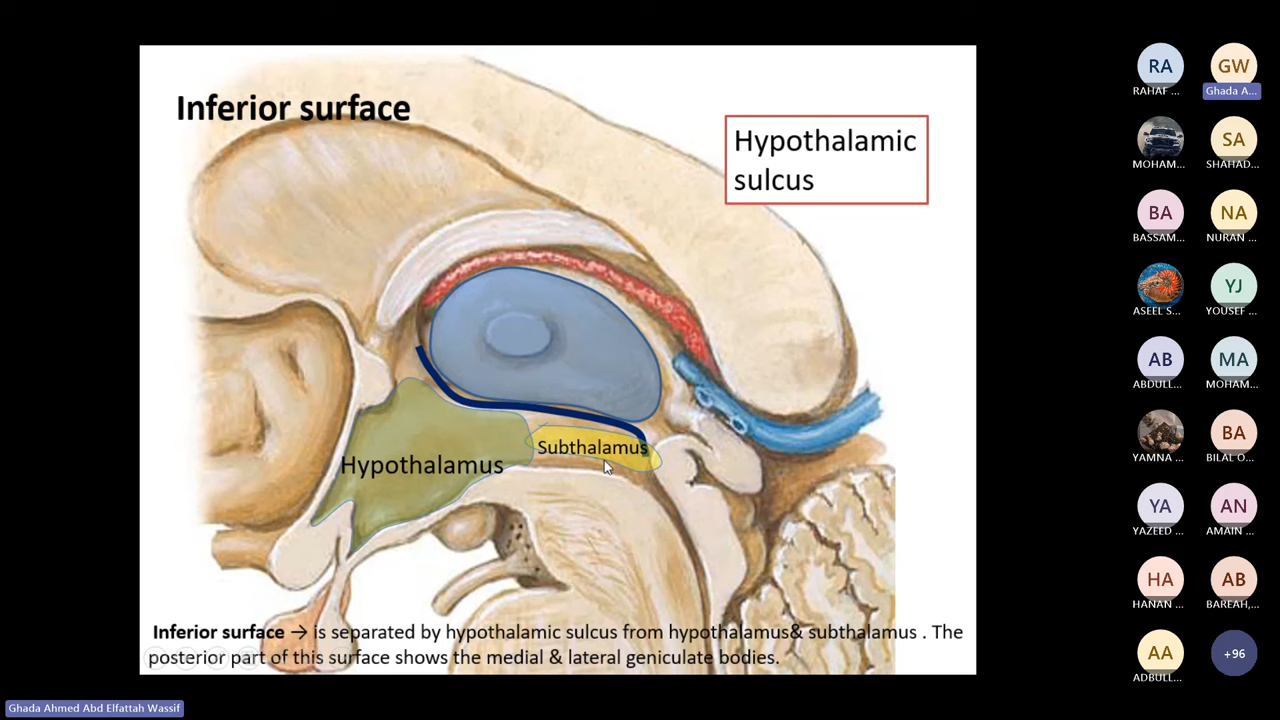 Inferior surface
Hypothalamic
sulcus
Subthalamus
Hypothalamus
Inferior surface → is separated by hypothalamic sulcus from hypothalamus& subthalamus . The
posterior part of this surface shows the medial & lateral geniculate bodies.
RA
GW
RAHAF ...
Ghada A...
SA
MOHAM...
SHAHAD...
BA
NA
BASSAM...
NURAN ...
YJ
ASEEL S...
YOUSEF ...
AB
MA
ABDULL...
MOHAM...
BA
YAMNA ...
BILAL O...
YA
AN
YAZEED ...
AMAIN ...
HA
AB
HANAN ...
BAREAH,...
AA
+96
ADBULL...
Ghada Ahmed Abd Elfattah Wassif